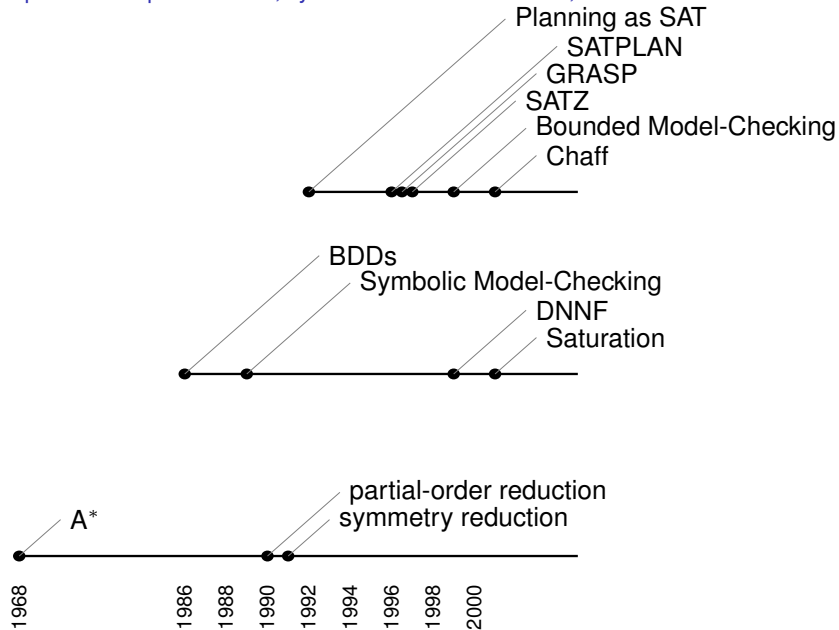 Planning as SAT
SATPLAN
GRASP
SATZ
Bounded Model-Checking
Chaff
BDDs
Symbolic Model-Checking
DNNF
Saturation
partial-order reduction
A*
symmetry reduction
1968
1986
1988
1990
1992
1994
1996
1998
2000